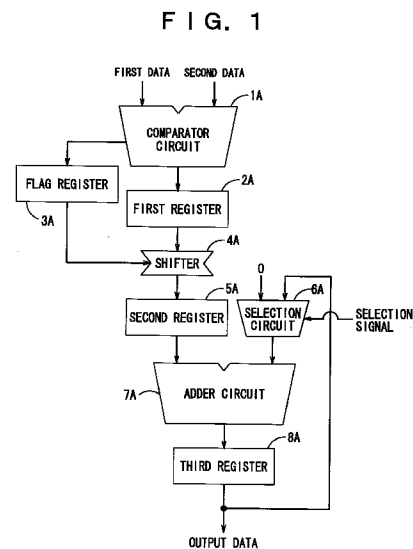 FIG. 1
FIRST DATA SECOND DATA
1A
COMPARATOR
CIRCUIT
2A
FLAG REGISTER
3A
FIRST REGISTER
4A
SHIFTER
5A
0
6A
SECOND REGISTER
SELECTION
CIRCUIT
SELECTION
SIGNAL
7A
ADDER CIRCUIT
8A
THIRD REGISTER
OUTPUT DATA